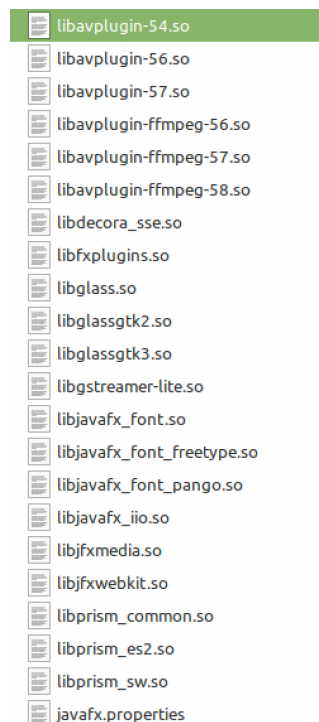 libavplugin-54.so
libavplugin-56.so
libavplugin-57.so
libavplugin-ffmpeg-56.so
libavplugin-ffmpeg-57.so
libavplugin-ffmpeg-58.so
libdecora_sse.so
libfxplugins.so
libglass.so
libglassgtk2.so
libglassgtk3.so
libgstreamer-lite.so
libjavafx_font.so
libjavafx_font_freetype.so
libjavafx_font_pango.so
libjavafx_iio.so
libjfxmedia.so
libjfxwebkit.so
libprism_common.so
libprism_es2.so
libprism_sw.so
javafx.properties